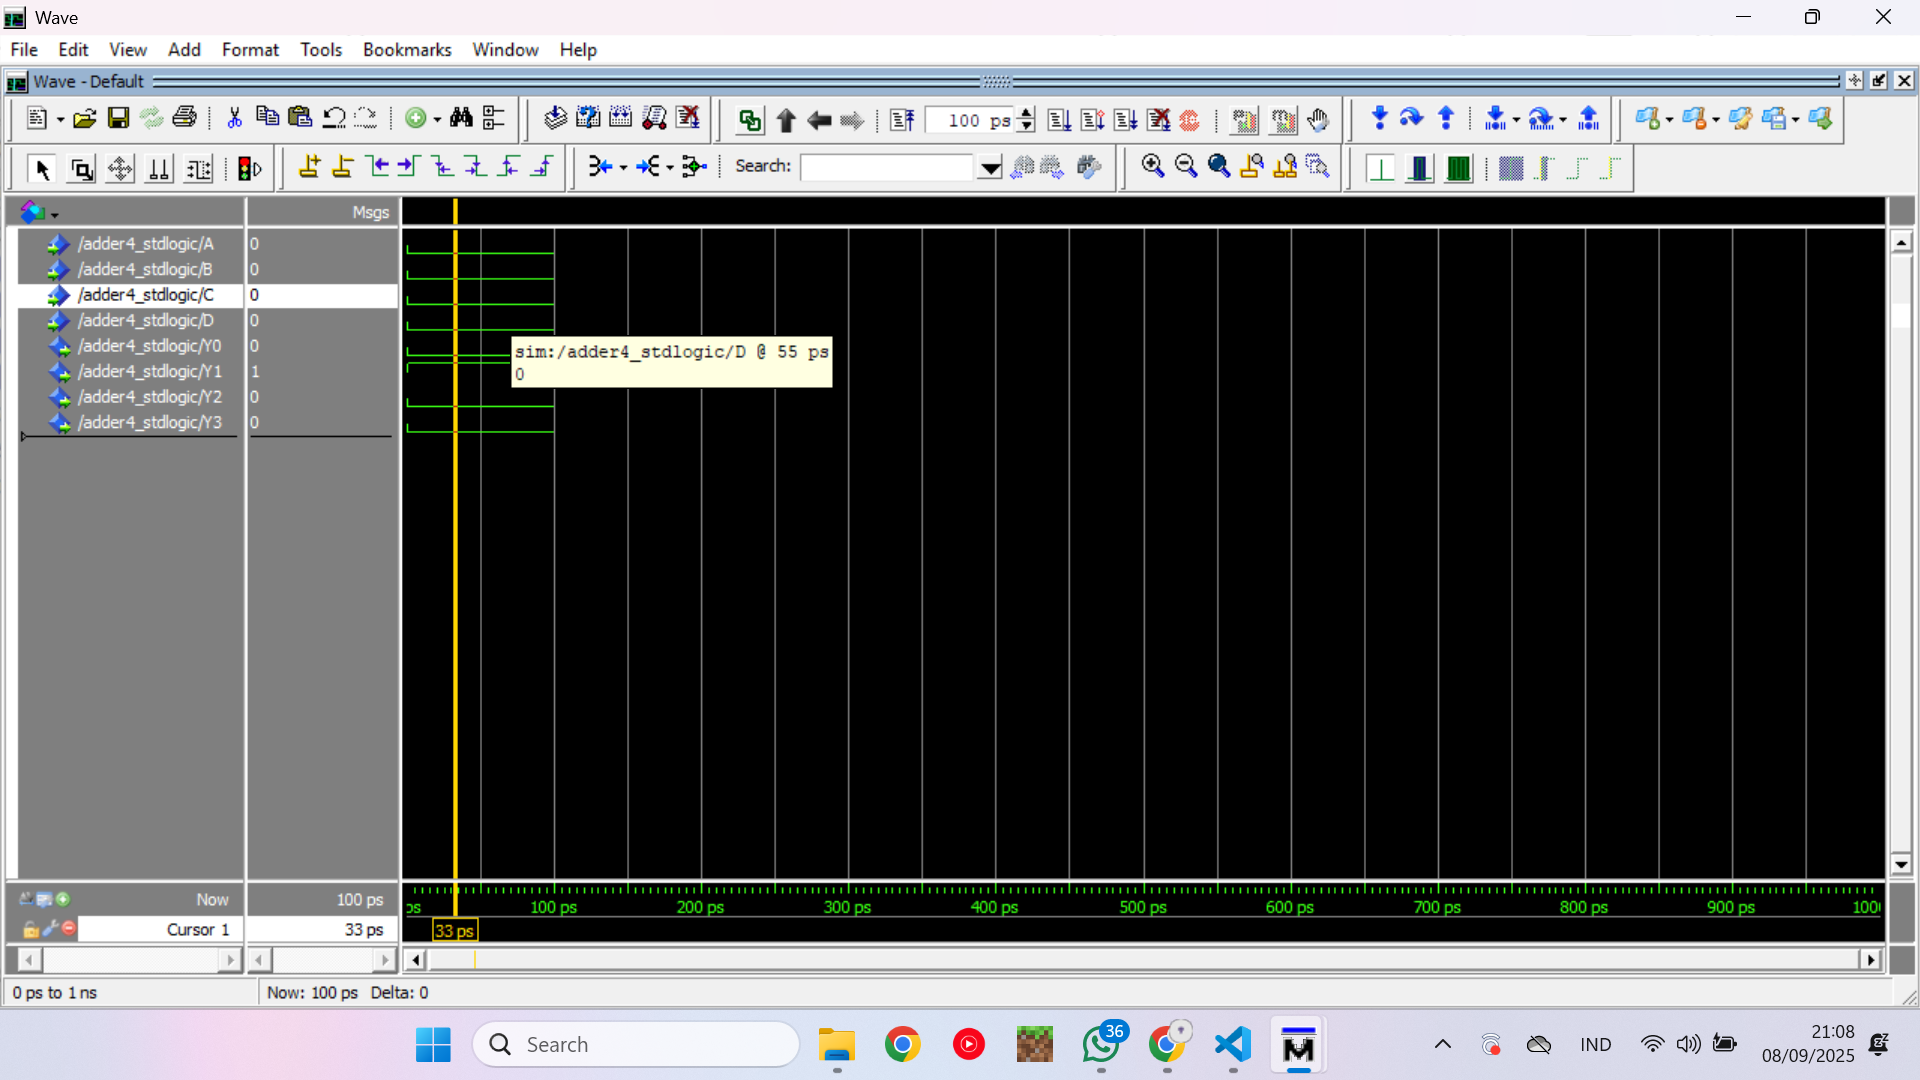 Wave
File Edit View Add Format Tools Bookmarks Window Help
Wave - Default
100 ps
Search:
Msgs
/adder4_stdlogic/A 0
/adder4_stdlogic/B 0
/adder4_stdlogic/C 0
/adder4_stdlogic/D 0
/adder4_stdlogic/Y0 0
/adder4_stdlogic/Y1 1
/adder4_stdlogic/Y2 0
/adder4_stdlogic/Y3 0
sim:/adder4_stdlogic/D @ 55 ps
0
Now 100 ps
ps 100 ps 200 ps 300 ps 400 ps 500 ps 600 ps 700 ps 800 ps 900 ps 100
Cursor 1 33 ps
33 ps
0 ps to 1 ns Now: 100 ps Delta: 0
Search
36
IND
21:08
08/09/2025